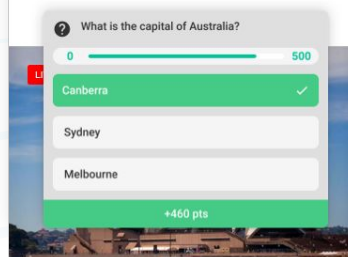 What is the capital of Australia?
0 500
Canberra
Sydney
Melbourne
+460 pts